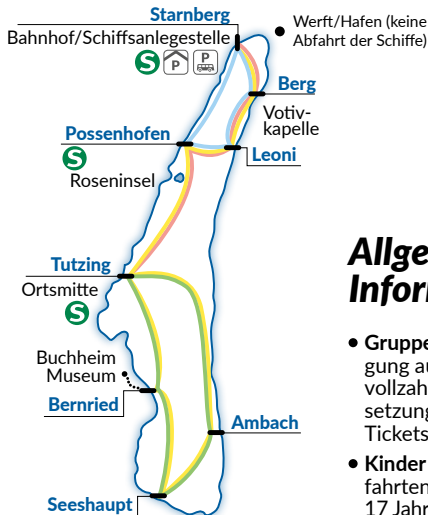 Starnberg
Bahnhof/Schiffsanlegestelle
S P P
Werft/Hafen (keine
Abfahrt der Schiffe)
Berg
Votiv-
kapelle
Possenhofen
S
Leoni
Roseninsel
Tutzing
Ortsmitte
S
Buchheim
Museum
Bernried
Ambach
Seeshaupt
Allge
Infor
• Gruppe
gung au
vollzah
setzung
Tickets
• Kinder
fahrten
17 Jahr